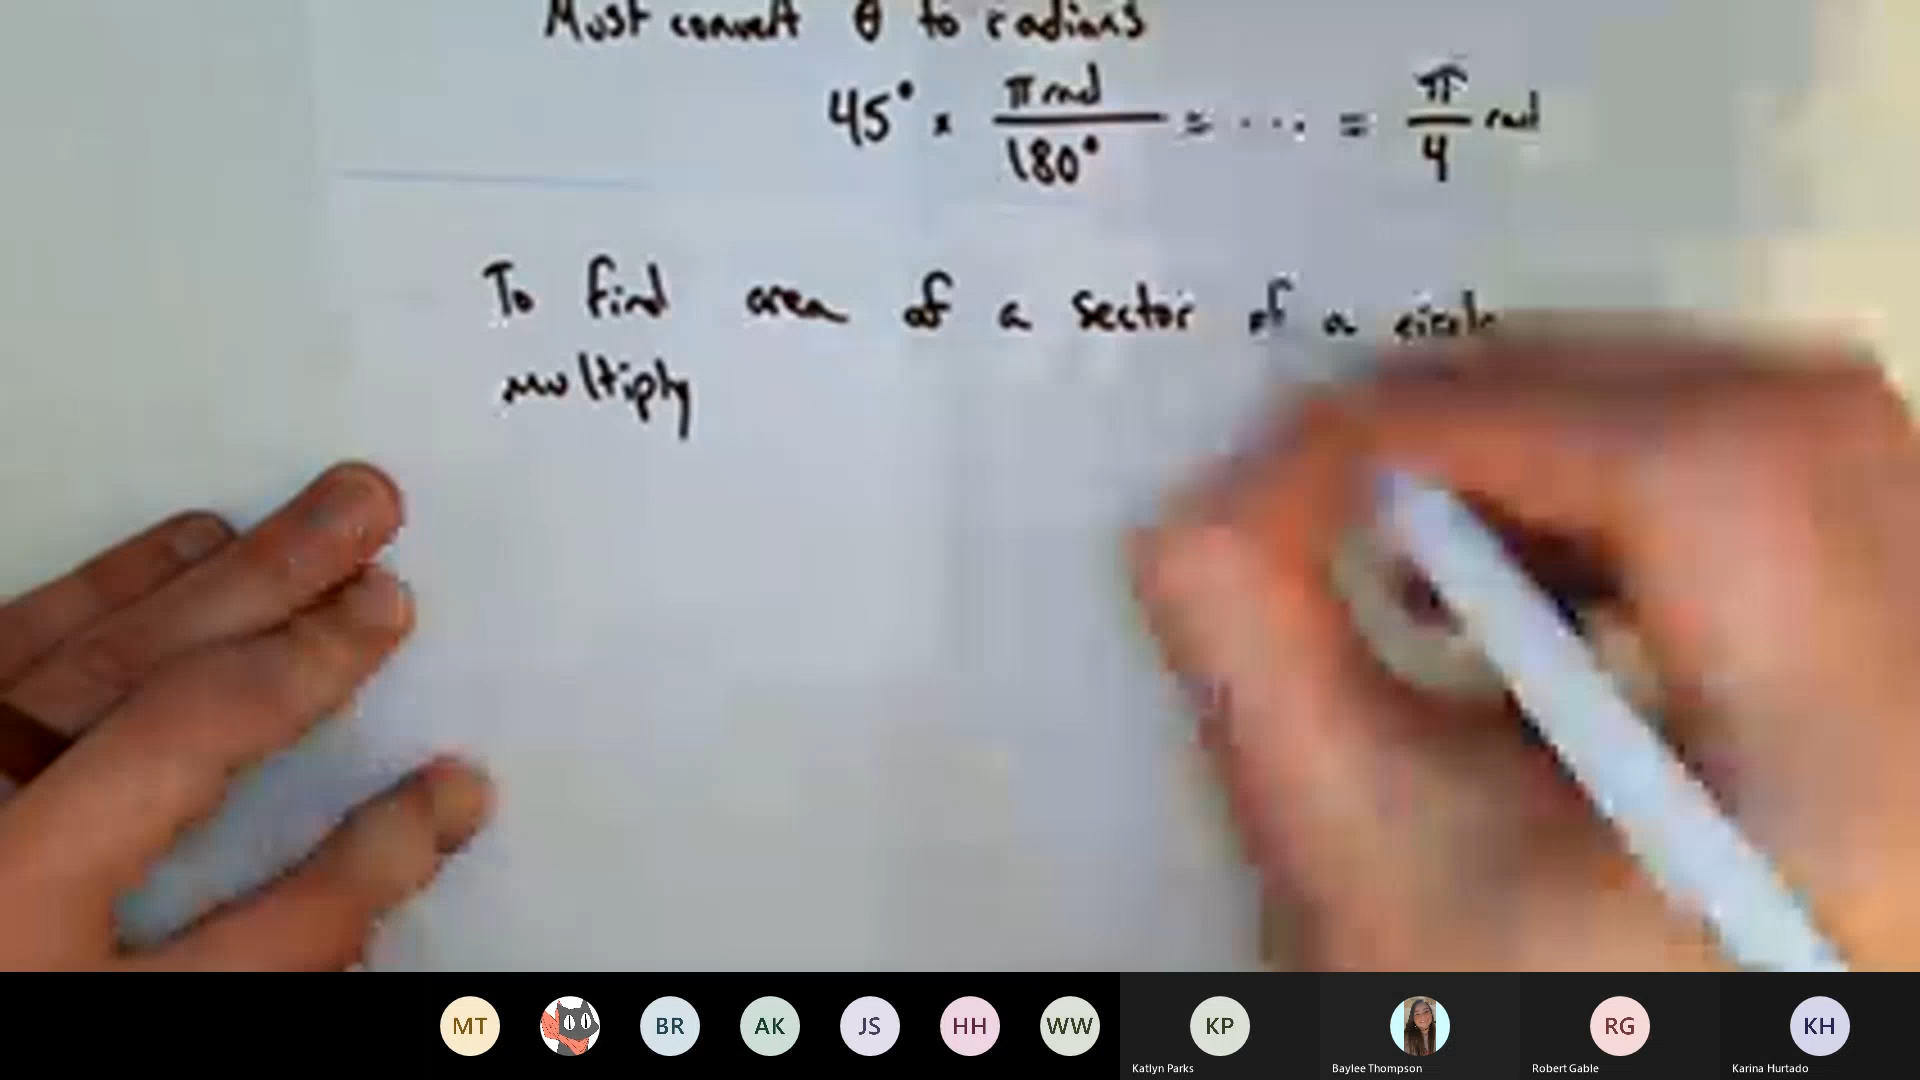 Must convert θ to radians
45° × π rad / 180° = ... = π/4 rad
To find area of a sector of a circle
multiply
MT BR AK JS HH WW KP RG KH
Katlyn Parks Baylee Thompson Robert Gable Karina Hurtado